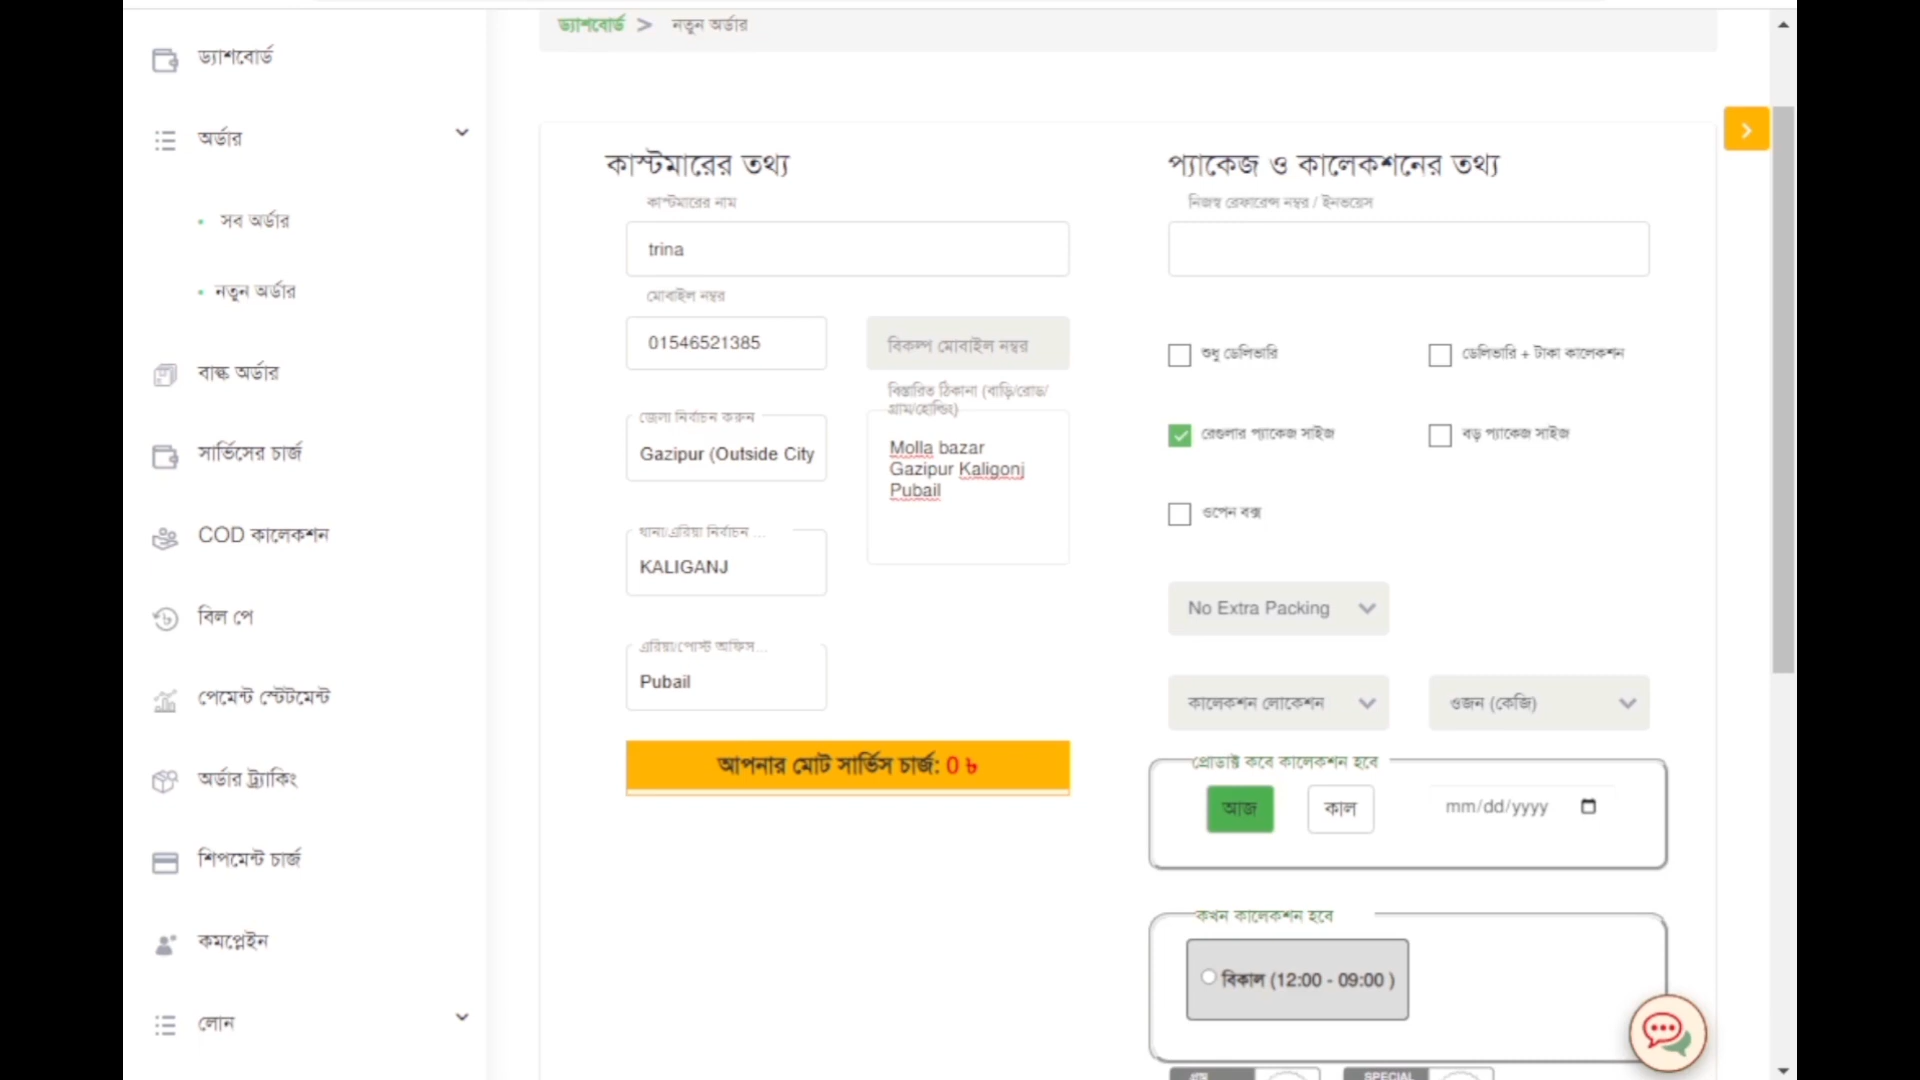 ড্যাশবোর্ড > নতুন অর্ডার
ড্যাশবোর্ড
অর্ডার
সব অর্ডার
নতুন অর্ডার
বাল্ক অর্ডার
সার্ভিসের চার্জ
COD কালেকশন
বিল পে
পেমেন্ট স্টেটমেন্ট
অর্ডার ট্র্যাকিং
শিপমেন্ট চার্জ
কমপ্লেইন
লোন
কাস্টমারের তথ্য
কাস্টমারের নাম
trina
মোবাইল নম্বর
01546521385
বিকল্প মোবাইল নম্বর
জেলা নির্বাচন করুন
Gazipur (Outside City
বিস্তারিত ঠিকানা (বাড়ি/রোড/
গ্রাম/হোল্ডিং)
Molla bazar
Gazipur Kaligonj
Pubail
থানা/এরিয়া নির্বাচন ...
KALIGANJ
এরিয়া/পোস্ট অফিস...
Pubail
আপনার মোট সার্ভিস চার্জ: 0 ৳
প্যাকেজ ও কালেকশনের তথ্য
নিজস্ব রেফারেন্স নম্বর / ইনভয়েস
শুধু ডেলিভারি
ডেলিভারি + টাকা কালেকশন
রেগুলার প্যাকেজ সাইজ
বড় প্যাকেজ সাইজ
ওপেন বক্স
No Extra Packing
কালেকশন লোকেশন
ওজন (কেজি)
প্রোডাক্ট কবে কালেকশন হবে
আজ
কাল
mm/dd/yyyy
কখন কালেকশন হবে
বিকাল (12:00 - 09:00 )
SPECIAL